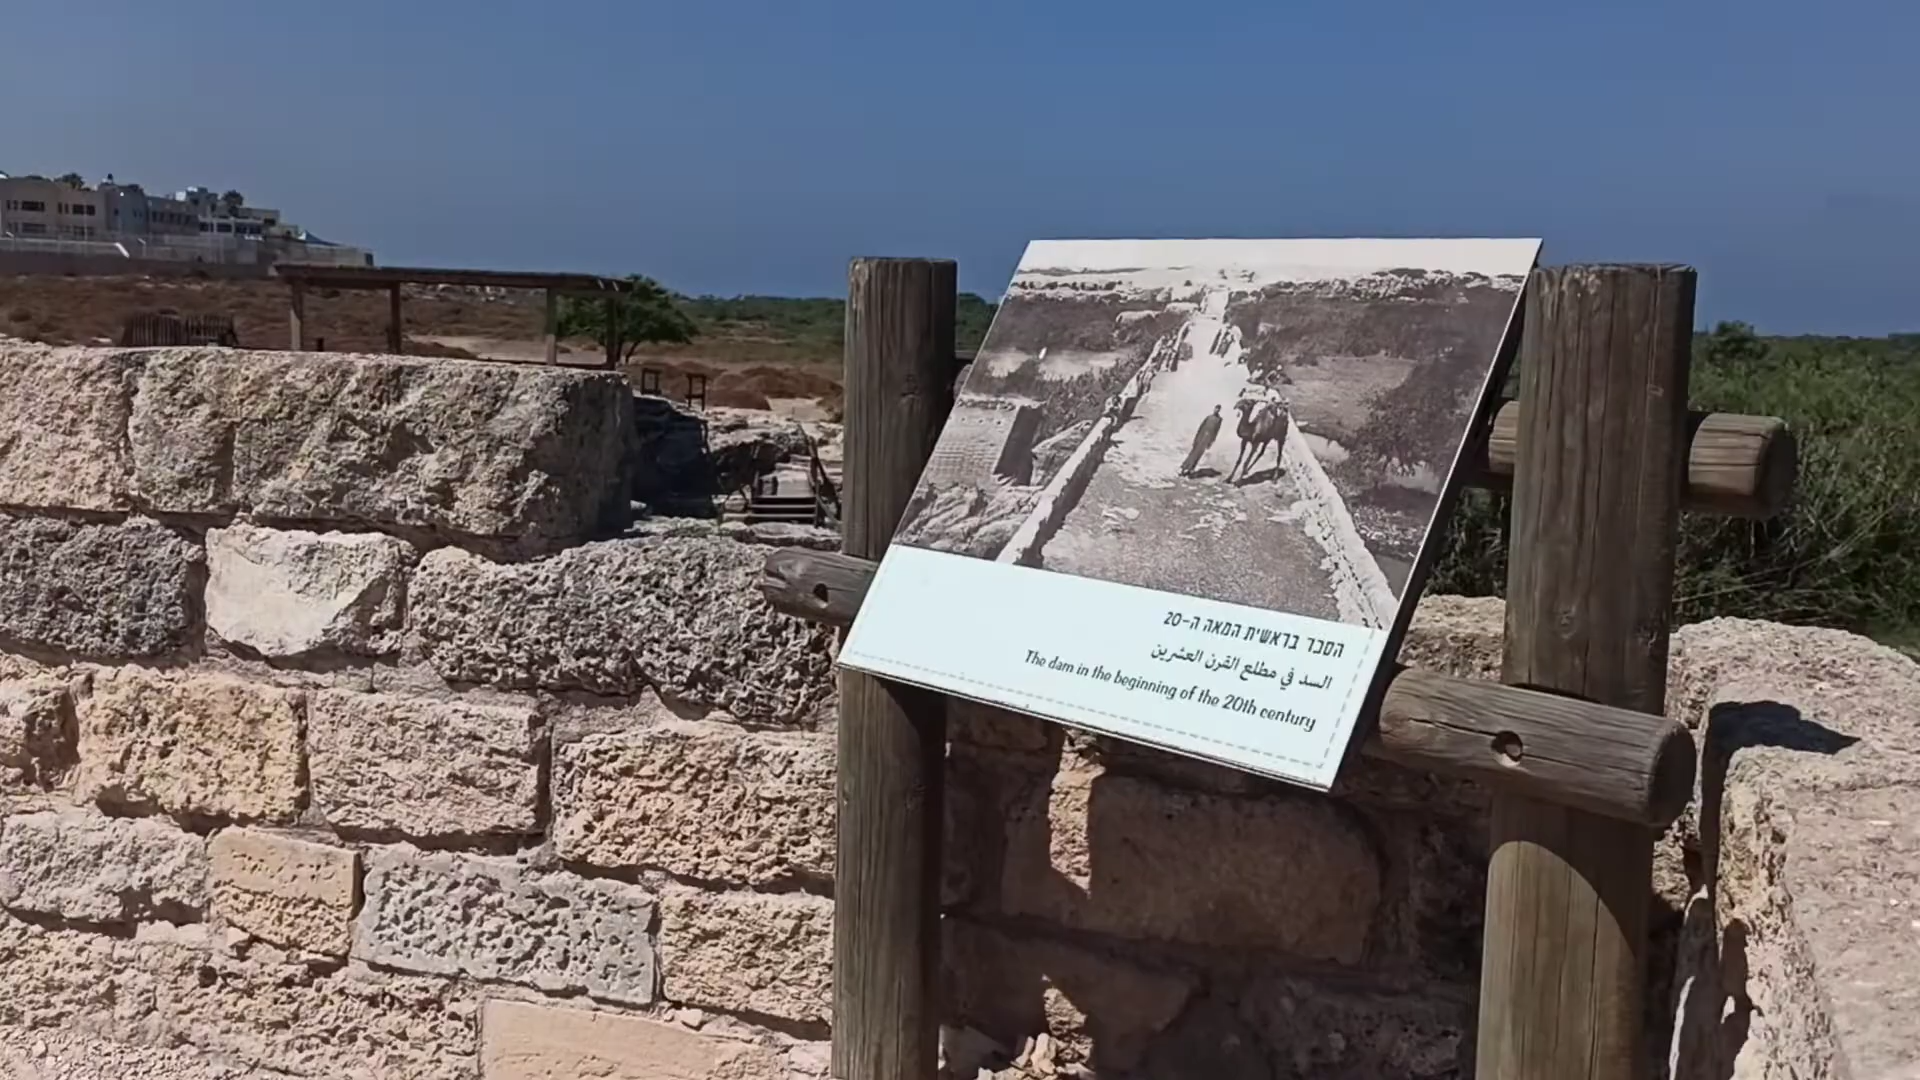 הסכר בראשית המאה ה-20
السد في مطلع القرن العشرين
The dam in the beginning of the 20th century